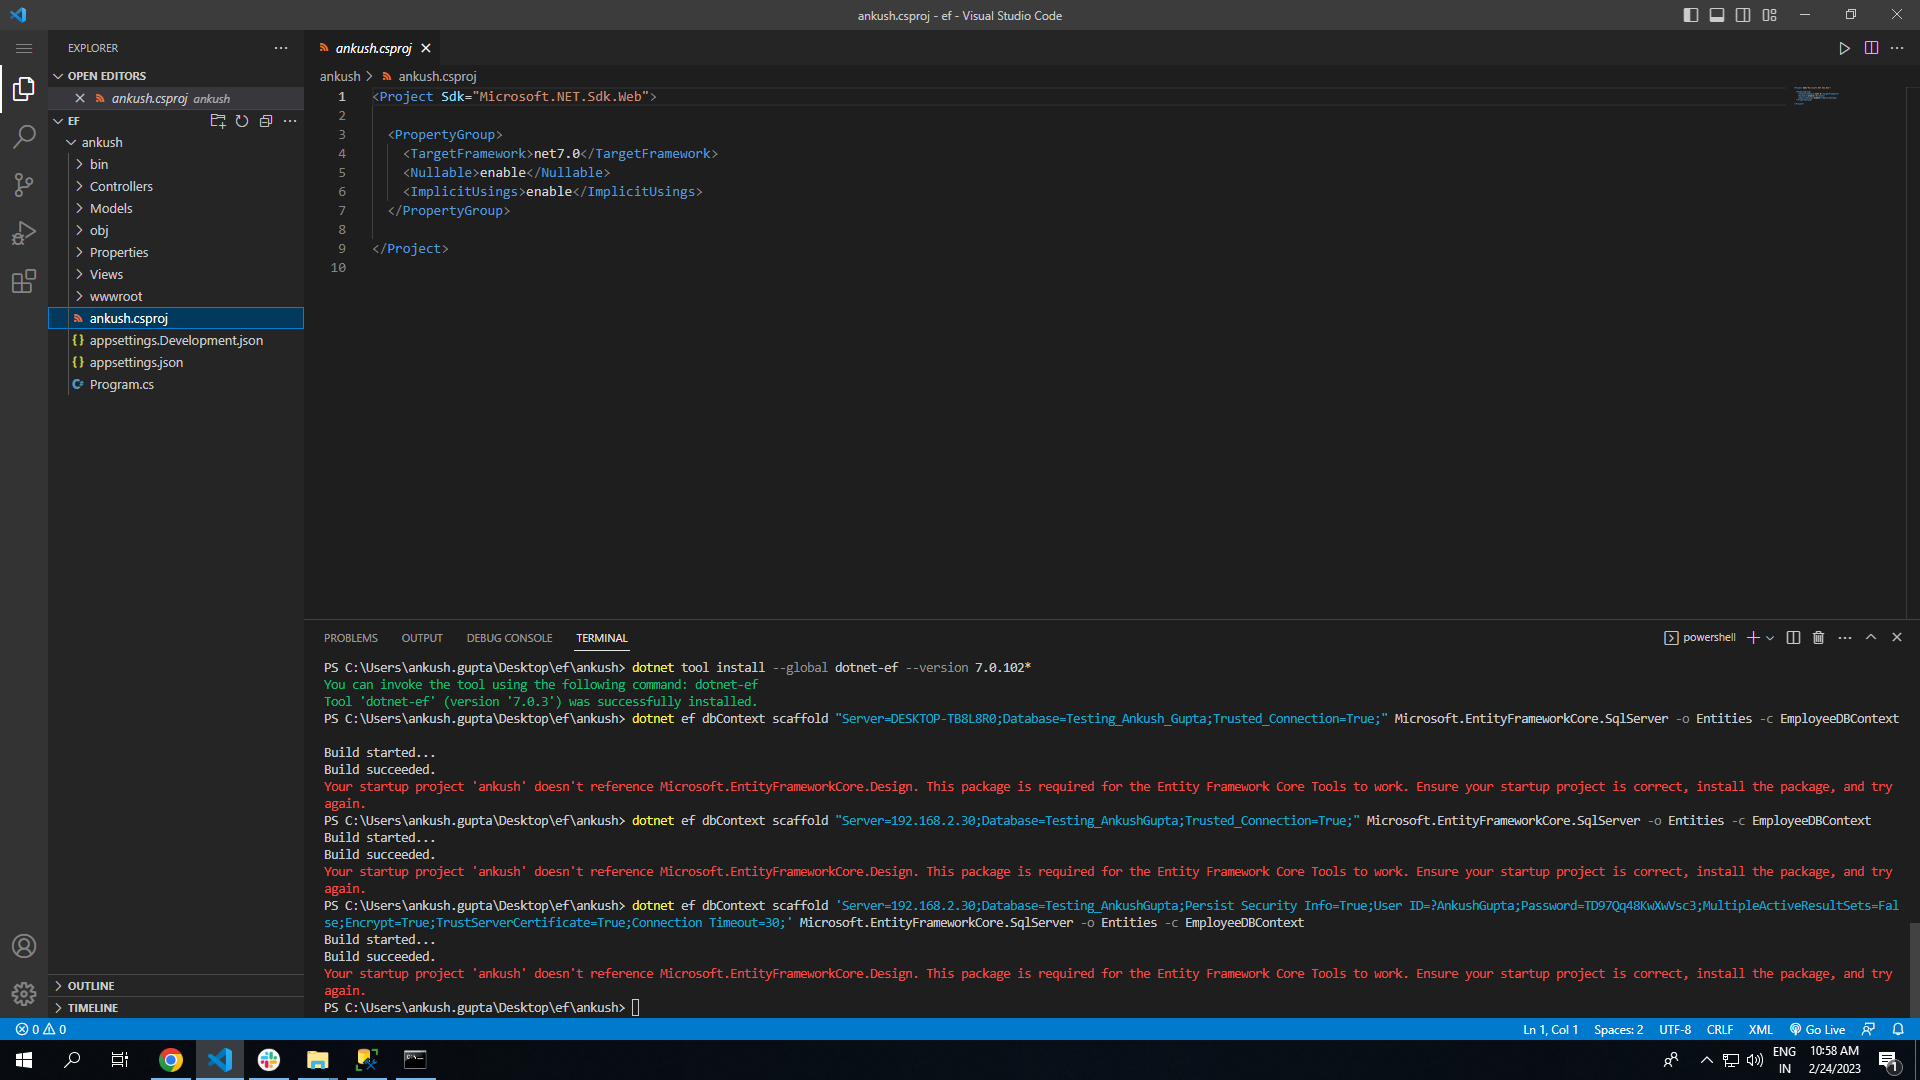 ankush.csproj - ef - Visual Studio Code
EXPLORER
OPEN EDITORS
ankush.csproj ankush
EF
ankush
bin
Controllers
Models
obj
Properties
Views
wwwroot
ankush.csproj
appsettings.Development.json
appsettings.json
Program.cs
OUTLINE
TIMELINE
ankush.csproj
ankush > ankush.csproj
1 <Project Sdk="Microsoft.NET.Sdk.Web">
2
3 <PropertyGroup>
4 <TargetFramework>net7.0</TargetFramework>
5 <Nullable>enable</Nullable>
6 <ImplicitUsings>enable</ImplicitUsings>
7 </PropertyGroup>
8
9 </Project>
10
PROBLEMS OUTPUT DEBUG CONSOLE TERMINAL
powershell
PS C:\Users\ankush.gupta\Desktop\ef\ankush> dotnet tool install --global dotnet-ef --version 7.0.102*
You can invoke the tool using the following command: dotnet-ef
Tool 'dotnet-ef' (version '7.0.3') was successfully installed.
PS C:\Users\ankush.gupta\Desktop\ef\ankush> dotnet ef dbContext scaffold "Server=DESKTOP-TB8L8R0;Database=Testing_Ankush_Gupta;Trusted_Connection=True;" Microsoft.EntityFrameworkCore.SqlServer -o Entities -c EmployeeDBContext
Build started...
Build succeeded.
Your startup project 'ankush' doesn't reference Microsoft.EntityFrameworkCore.Design. This package is required for the Entity Framework Core Tools to work. Ensure your startup project is correct, install the package, and try
again.
PS C:\Users\ankush.gupta\Desktop\ef\ankush> dotnet ef dbContext scaffold "Server=192.168.2.30;Database=Testing_AnkushGupta;Trusted_Connection=True;" Microsoft.EntityFrameworkCore.SqlServer -o Entities -c EmployeeDBContext
Build started...
Build succeeded.
Your startup project 'ankush' doesn't reference Microsoft.EntityFrameworkCore.Design. This package is required for the Entity Framework Core Tools to work. Ensure your startup project is correct, install the package, and try
again.
PS C:\Users\ankush.gupta\Desktop\ef\ankush> dotnet ef dbContext scaffold 'Server=192.168.2.30;Database=Testing_AnkushGupta;Persist Security Info=True;User ID=?AnkushGupta;Password=TD97Qq48KwXwVsc3;MultipleActiveResultSets=Fal
se;Encrypt=True;TrustServerCertificate=True;Connection Timeout=30;' Microsoft.EntityFrameworkCore.SqlServer -o Entities -c EmployeeDBContext
Build started...
Build succeeded.
Your startup project 'ankush' doesn't reference Microsoft.EntityFrameworkCore.Design. This package is required for the Entity Framework Core Tools to work. Ensure your startup project is correct, install the package, and try
again.
PS C:\Users\ankush.gupta\Desktop\ef\ankush>
0 0
Ln 1, Col 1 Spaces: 2 UTF-8 CRLF XML Go Live
ENG
IN
10:58 AM
2/24/2023
1